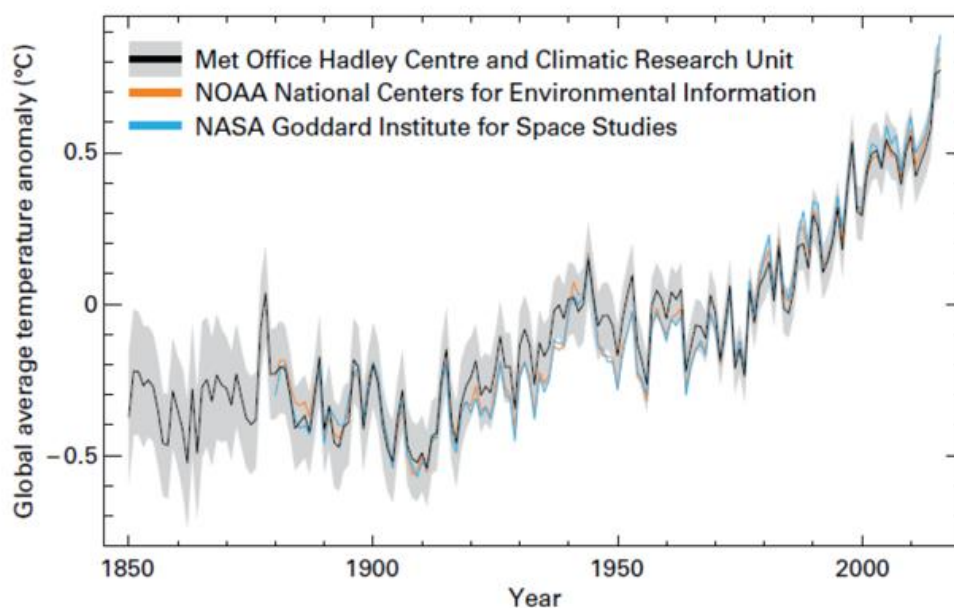 Met Office Hadley Centre and Climatic Research Unit
NOAA National Centers for Environmental Information
NASA Goddard Institute for Space Studies
Global average temperature anomaly (°C)
0.5
0
−0.5
1850 1900 1950 2000
Year